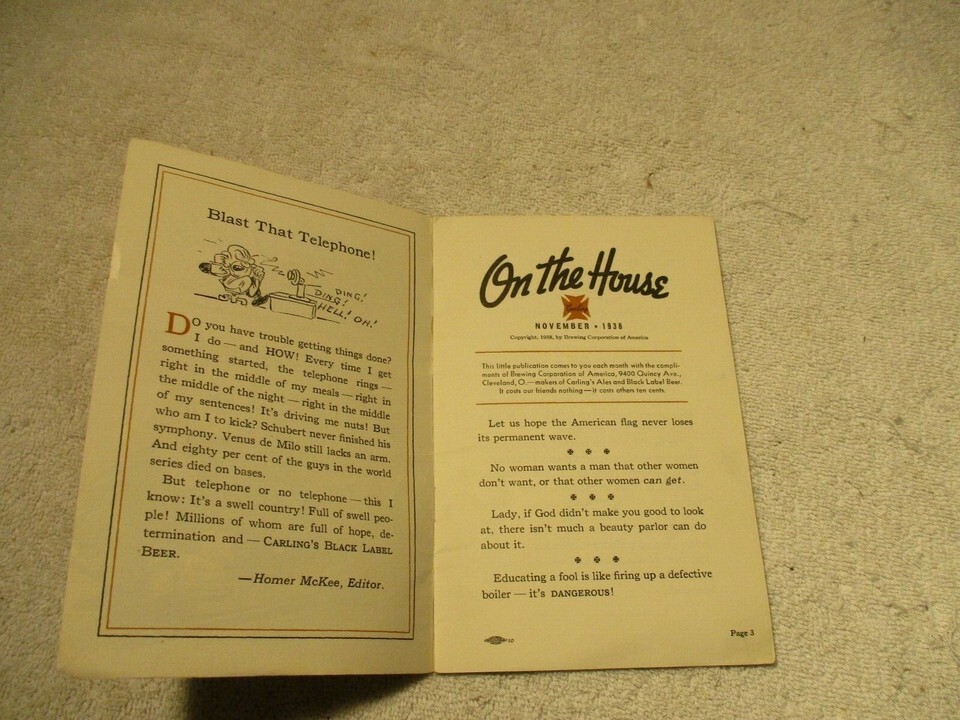 Blast That Telephone!
DING!
DING!
HELL! OH!
DO you have trouble getting things done?
I do — and HOW! Every time I get
something started, the telephone rings —
right in the middle of my meals — right in
the middle of the night — right in the middle
of my sentences! It's driving me nuts! But
who am I to kick? Schubert never finished his
symphony. Venus de Milo still lacks an arm.
And eighty per cent of the guys in the world
series died on bases.
But telephone or no telephone — this I
know: It's a swell country! Full of swell peo-
ple! Millions of whom are full of hope, de-
termination and — CARLING'S BLACK LABEL
BEER.
—Homer McKee, Editor.
On the House
NOVEMBER • 1938
Copyright, 1938, by Brewing Corporation of America
This little publication comes to you each month with the compli-
ments of Brewing Corporation of America, 9400 Quincy Ave.,
Cleveland, O.—makers of Carling's Ales and Black Label Beer.
It costs our friends nothing—it costs others ten cents.
Let us hope the American flag never loses
its permanent wave.
No woman wants a man that other women
don't want, or that other women can get.
Lady, if God didn't make you good to look
at, there isn't much a beauty parlor can do
about it.
Educating a fool is like firing up a defective
boiler — it's DANGEROUS!
Page 3